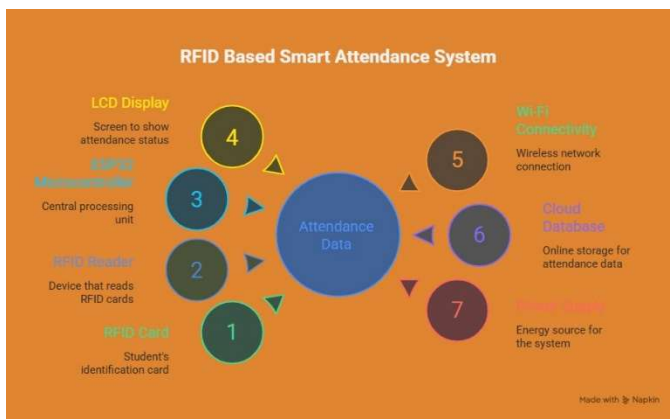 RFID Based Smart Attendance System
LCD Display
Screen to show
attendance status
4
Microcontroller
Central processing
unit
3
RFID Reader
Device that reads
RFID cards
2
RFID Card
Student's
identification card
1
Attendance
Data
Wi-Fi
Connectivity
Wireless network
connection
5
Cloud
Database
Online storage for
attendance data
6
Power Supply
Energy source for
the system
7
Made with Napkin